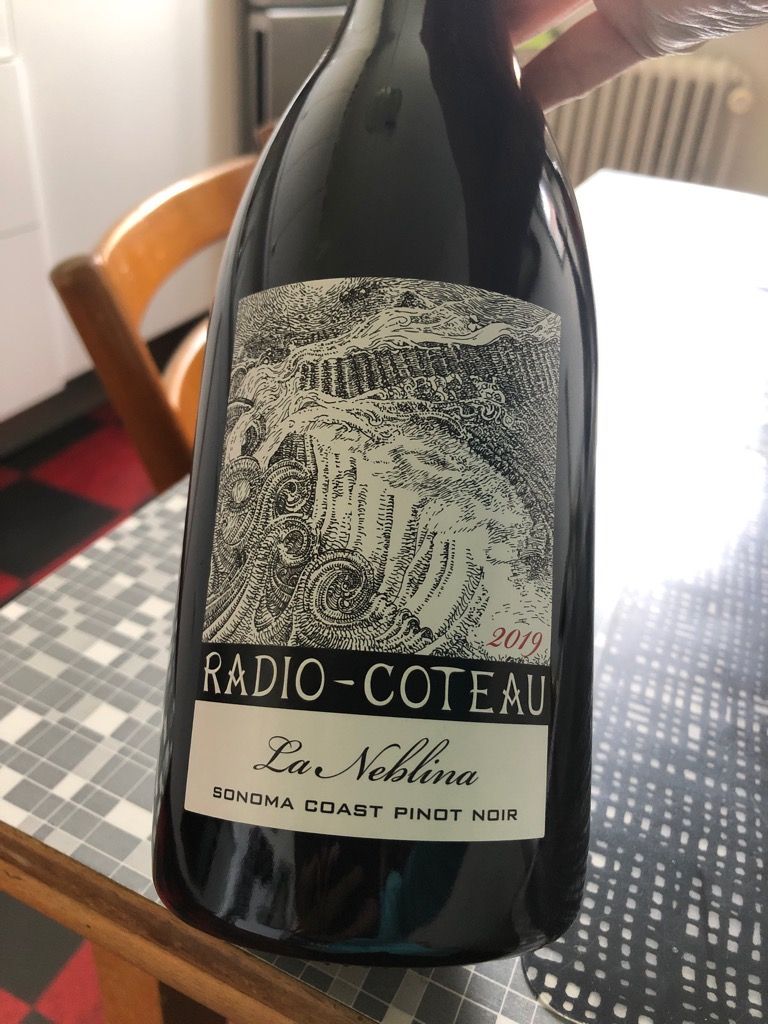 2019
RADIO-COTEAU
La Neblina
SONOMA COAST PINOT NOIR